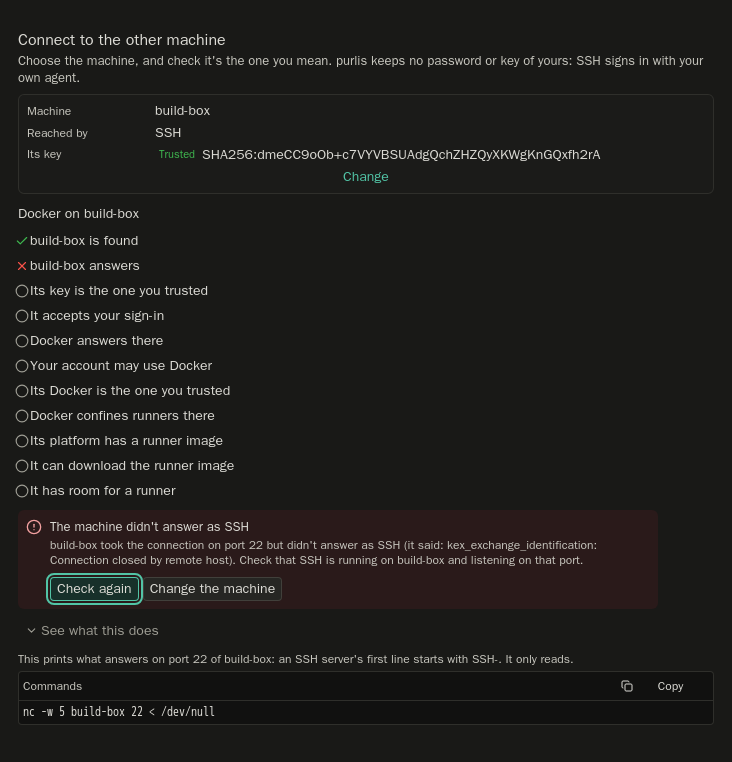 Connect to the other machine
Choose the machine, and check it's the one you mean. purlis keeps no password or key of yours: SSH signs in with your
own agent.
Machine build-box
Reached by SSH
Its key Trusted SHA256:dmeCC9oOb+c7VYVBSUAdgQchZHZQyXKWgKnGQxfh2rA
Change
Docker on build-box
build-box is found
build-box answers
Its key is the one you trusted
It accepts your sign-in
Docker answers there
Your account may use Docker
Its Docker is the one you trusted
Docker confines runners there
Its platform has a runner image
It can download the runner image
It has room for a runner
The machine didn't answer as SSH
build-box took the connection on port 22 but didn't answer as SSH (it said: kex_exchange_identification:
Connection closed by remote host). Check that SSH is running on build-box and listening on that port.
Check again Change the machine
See what this does
This prints what answers on port 22 of build-box: an SSH server's first line starts with SSH-. It only reads.
Commands Copy
nc -w 5 build-box 22 < /dev/null